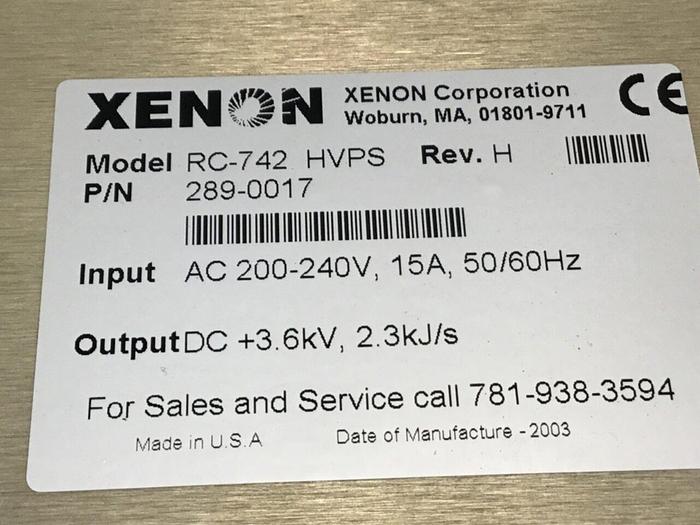 XENON XENON Corporation CE
Woburn, MA, 01801-9711
Model RC-742 HVPS Rev. H
P/N 289-0017
Input AC 200-240V, 15A, 50/60Hz
Output DC +3.6kV, 2.3kJ/s
For Sales and Service call 781-938-3594
Made in U.S.A Date of Manufacture - 2003